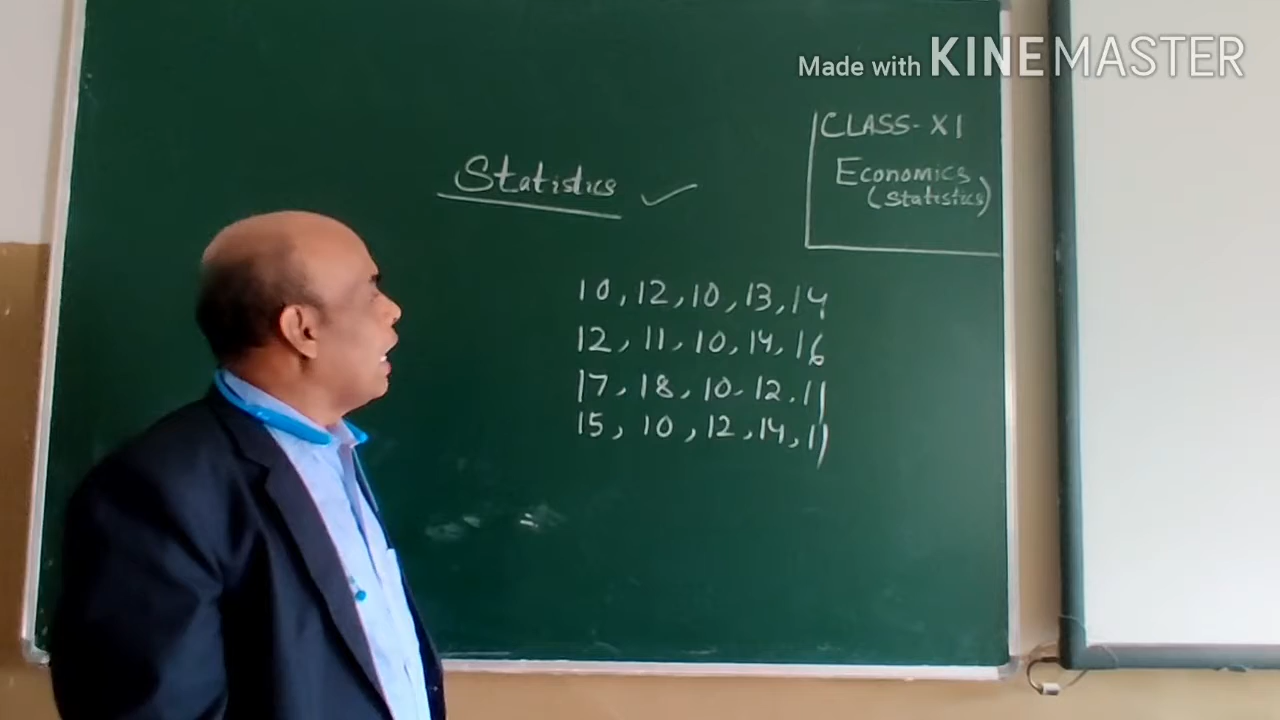 Made with KINEMASTER
CLASS-XI
Economics
(Statistics)
Statistics ✓
10, 12, 10, 13, 14
12, 11, 10, 14, 16
17, 18, 10, 12, 11
15, 10, 12, 14, 11